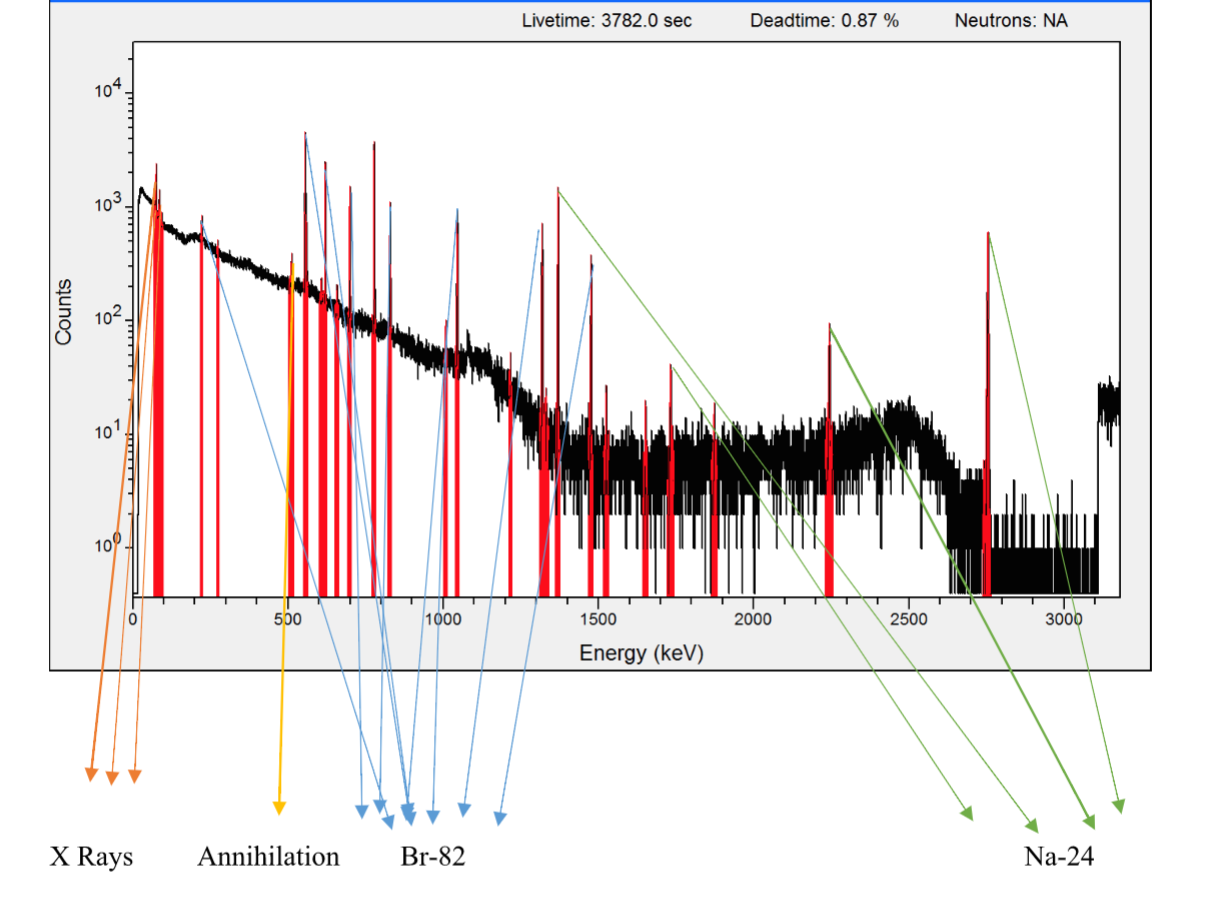 Livetime: 3782.0 sec Deadtime: 0.87 % Neutrons: NA
10^4
10^3
10^2
10^1
10^0
Counts
0 500 1000 1500 2000 2500 3000
Energy (keV)
X Rays Annihilation Br-82 Na-24